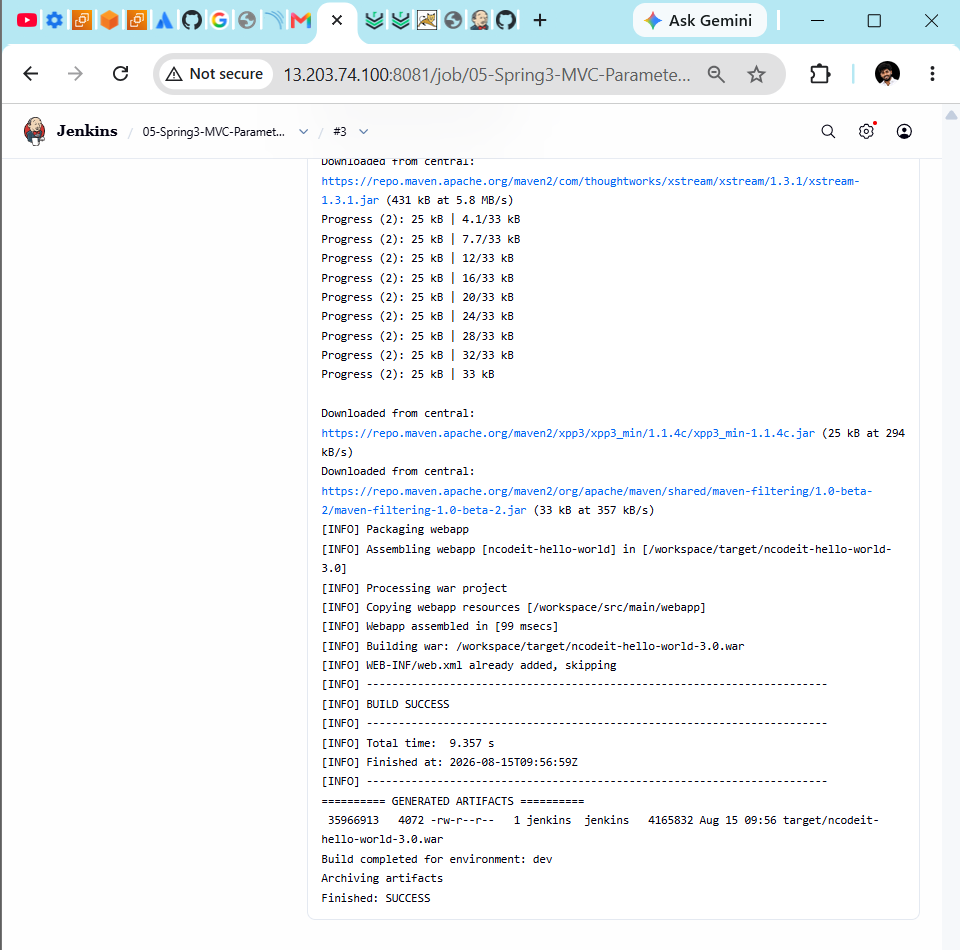 Ask Gemini
Not secure
13.203.74.100:8081/job/05-Spring3-MVC-Paramete...
Jenkins / 05-Spring3-MVC-Paramet... / #3
Downloaded from central:
https://repo.maven.apache.org/maven2/com/thoughtworks/xstream/xstream/1.3.1/xstream-
1.3.1.jar (431 kB at 5.8 MB/s)
Progress (2): 25 kB | 4.1/33 kB
Progress (2): 25 kB | 7.7/33 kB
Progress (2): 25 kB | 12/33 kB
Progress (2): 25 kB | 16/33 kB
Progress (2): 25 kB | 20/33 kB
Progress (2): 25 kB | 24/33 kB
Progress (2): 25 kB | 28/33 kB
Progress (2): 25 kB | 32/33 kB
Progress (2): 25 kB | 33 kB
Downloaded from central:
https://repo.maven.apache.org/maven2/xpp3/xpp3_min/1.1.4c/xpp3_min-1.1.4c.jar (25 kB at 294
kB/s)
Downloaded from central:
https://repo.maven.apache.org/maven2/org/apache/maven/shared/maven-filtering/1.0-beta-
2/maven-filtering-1.0-beta-2.jar (33 kB at 357 kB/s)
[INFO] Packaging webapp
[INFO] Assembling webapp [ncodeit-hello-world] in [/workspace/target/ncodeit-hello-world-
3.0]
[INFO] Processing war project
[INFO] Copying webapp resources [/workspace/src/main/webapp]
[INFO] Webapp assembled in [99 msecs]
[INFO] Building war: /workspace/target/ncodeit-hello-world-3.0.war
[INFO] WEB-INF/web.xml already added, skipping
[INFO] ------------------------------------------------------------------------
[INFO] BUILD SUCCESS
[INFO] ------------------------------------------------------------------------
[INFO] Total time:  9.357 s
[INFO] Finished at: 2026-08-15T09:56:59Z
[INFO] ------------------------------------------------------------------------
========== GENERATED ARTIFACTS ==========
35966913   4072 -rw-r--r--   1 jenkins  jenkins   4165832 Aug 15 09:56 target/ncodeit-
hello-world-3.0.war
Build completed for environment: dev
Archiving artifacts
Finished: SUCCESS